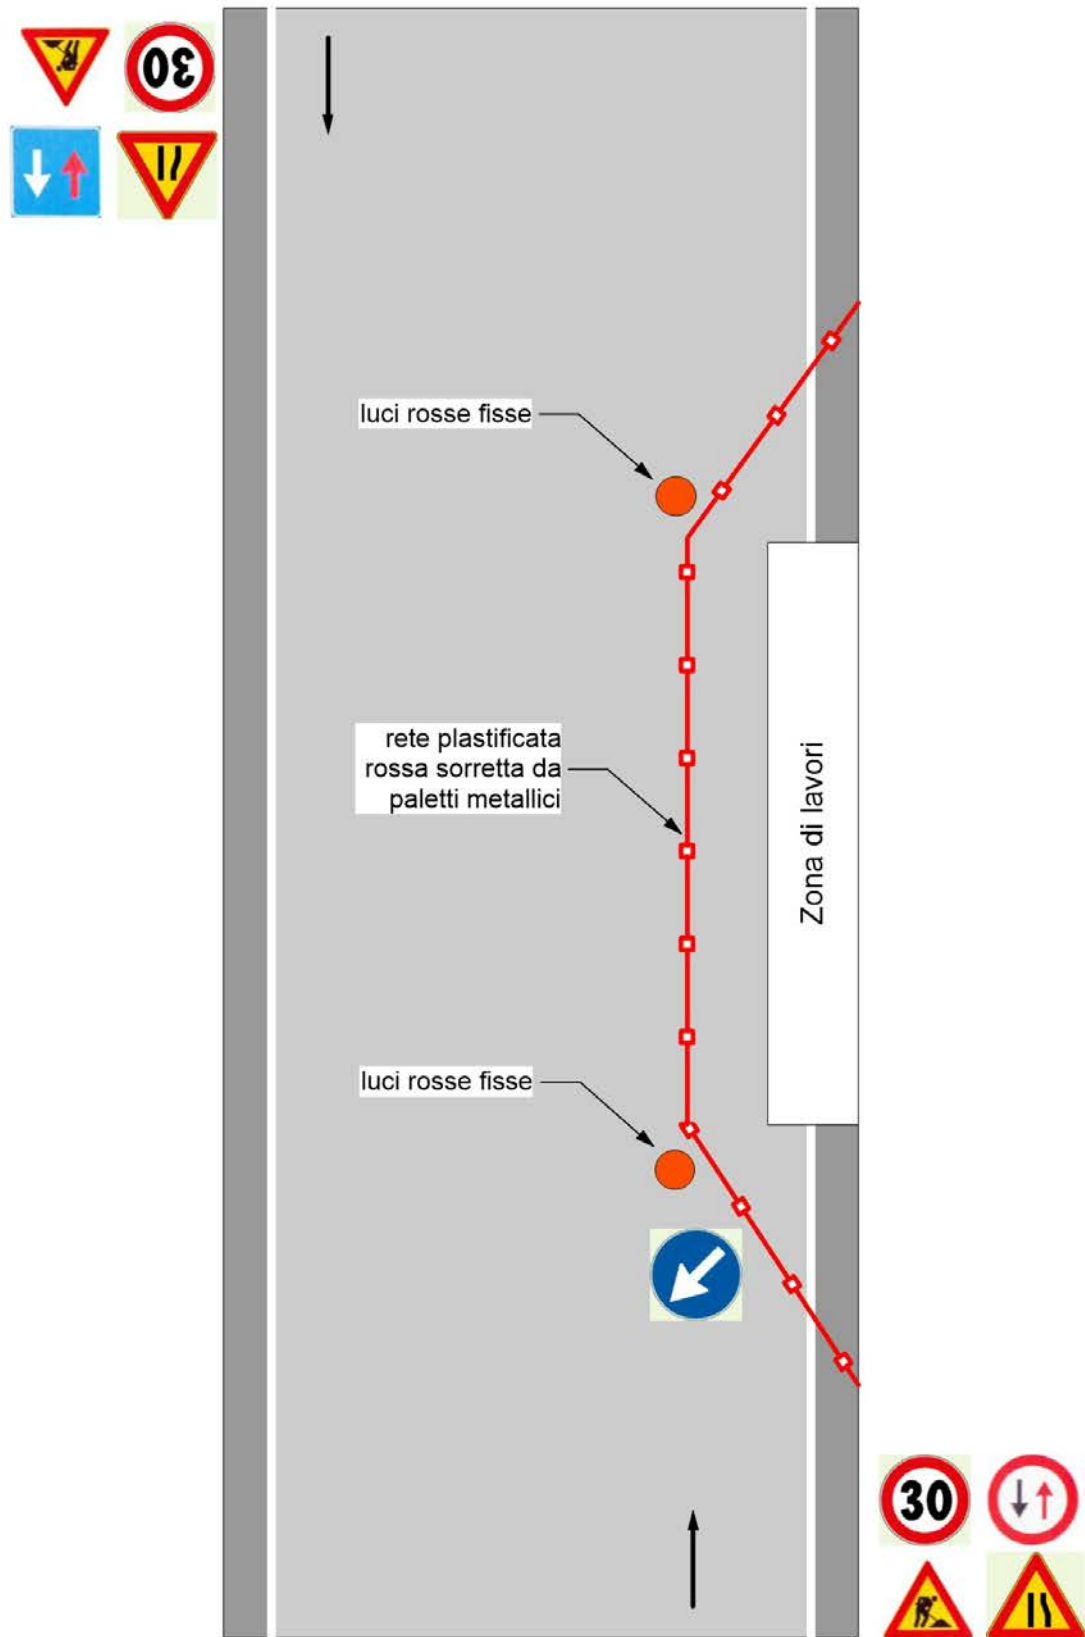 30
luci rosse fisse
rete plastificata
rossa sorretta da
paletti metallici
Zona di lavori
luci rosse fisse
30